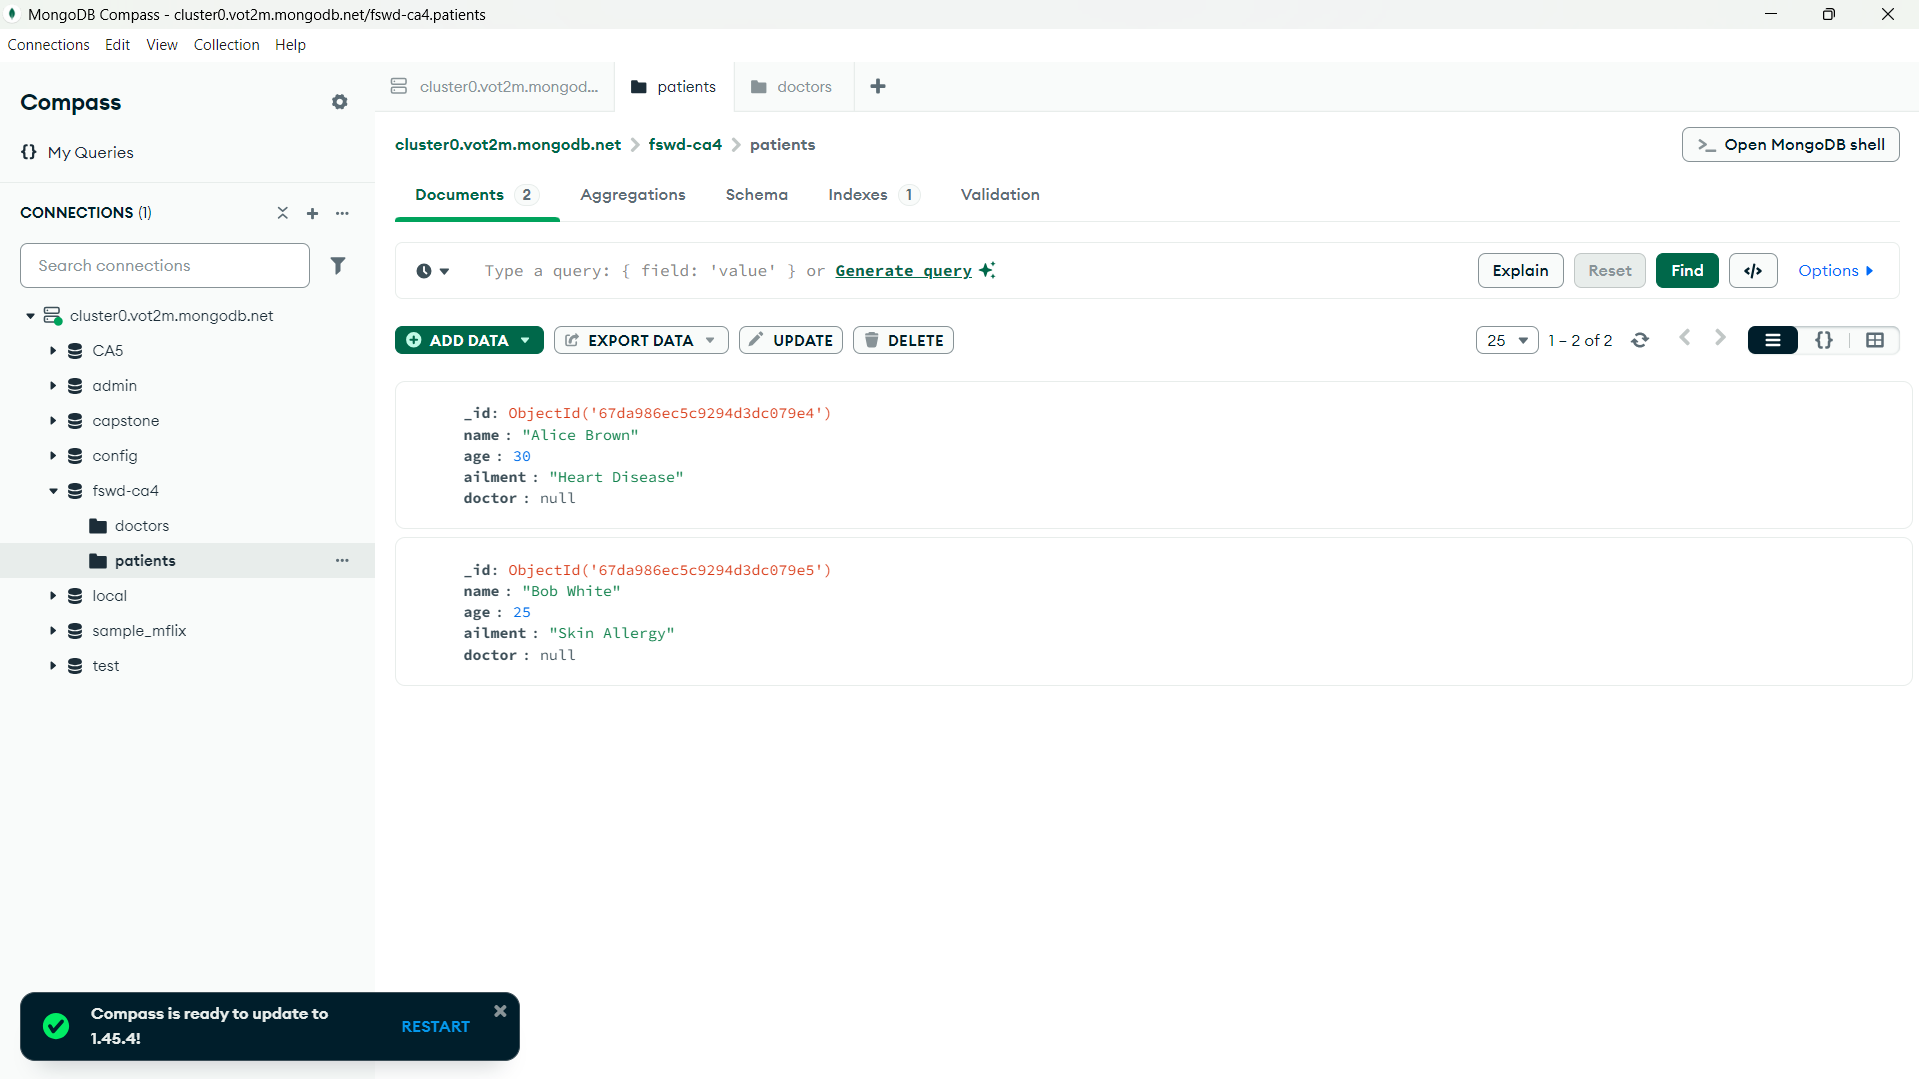 MongoDB Compass - cluster0.vot2m.mongodb.net/fswd-ca4.patients
Connections Edit View Collection Help
Compass
{} My Queries
CONNECTIONS (1)
Search connections
cluster0.vot2m.mongodb.net
CA5
admin
capstone
config
fswd-ca4
doctors
patients
local
sample_mflix
test
cluster0.vot2m.mongod...
patients
doctors
cluster0.vot2m.mongodb.net > fswd-ca4 > patients
>_ Open MongoDB shell
Documents 2 Aggregations Schema Indexes 1 Validation
Type a query: { field: 'value' } or Generate query
Explain Reset Find </> Options
ADD DATA EXPORT DATA UPDATE DELETE
25 1 – 2 of 2 {}
_id: ObjectId('67da986ec5c9294d3dc079e4')
name : "Alice Brown"
age : 30
ailment : "Heart Disease"
doctor : null
_id: ObjectId('67da986ec5c9294d3dc079e5')
name : "Bob White"
age : 25
ailment : "Skin Allergy"
doctor : null
Compass is ready to update to
1.45.4!
RESTART